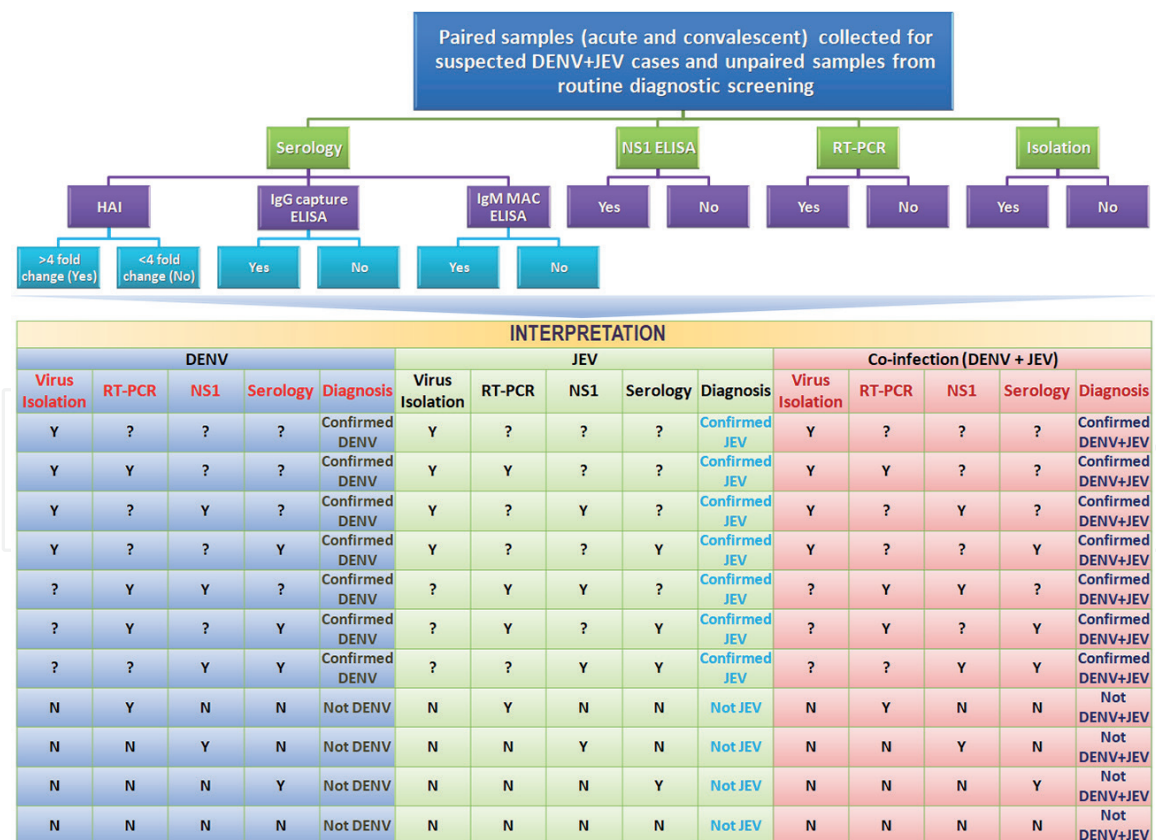 Paired samples (acute and convalescent) collected for
suspected DENV+JEV cases and unpaired samples from
routine diagnostic screening
Serology
NS1 ELISA
RT-PCR
Isolation
HAI
IgG capture
ELISA
IgM MAC
ELISA
Yes
No
Yes
No
Yes
No
>4 fold
change (Yes)
<4 fold
change (No)
Yes
No
Yes
No
INTERPRETATION
DENV JEV Co-infection (DENV + JEV)
Virus Isolation RT-PCR NS1 Serology Diagnosis Virus Isolation RT-PCR NS1 Serology Diagnosis Virus Isolation RT-PCR NS1 Serology Diagnosis
Y ? ? ? Confirmed DENV Y ? ? ? Confirmed JEV Y ? ? ? Confirmed DENV+JEV
Y Y ? ? Confirmed DENV Y Y ? ? Confirmed JEV Y Y ? ? Confirmed DENV+JEV
Y ? Y ? Confirmed DENV Y ? Y ? Confirmed JEV Y ? Y ? Confirmed DENV+JEV
Y ? ? Y Confirmed DENV Y ? ? Y Confirmed JEV Y ? ? Y Confirmed DENV+JEV
? Y Y ? Confirmed DENV ? Y Y ? Confirmed JEV ? Y Y ? Confirmed DENV+JEV
? Y ? Y Confirmed DENV ? Y ? Y Confirmed JEV ? Y ? Y Confirmed DENV+JEV
? ? Y Y Confirmed DENV ? ? Y Y Confirmed JEV ? ? Y Y Confirmed DENV+JEV
N Y N N Not DENV N Y N N Not JEV N Y N N Not DENV+JEV
N N Y N Not DENV N N Y N Not JEV N N Y N Not DENV+JEV
N N N Y Not DENV N N N Y Not JEV N N N Y Not DENV+JEV
N N N N Not DENV N N N N Not JEV N N N N Not DENV+JEV